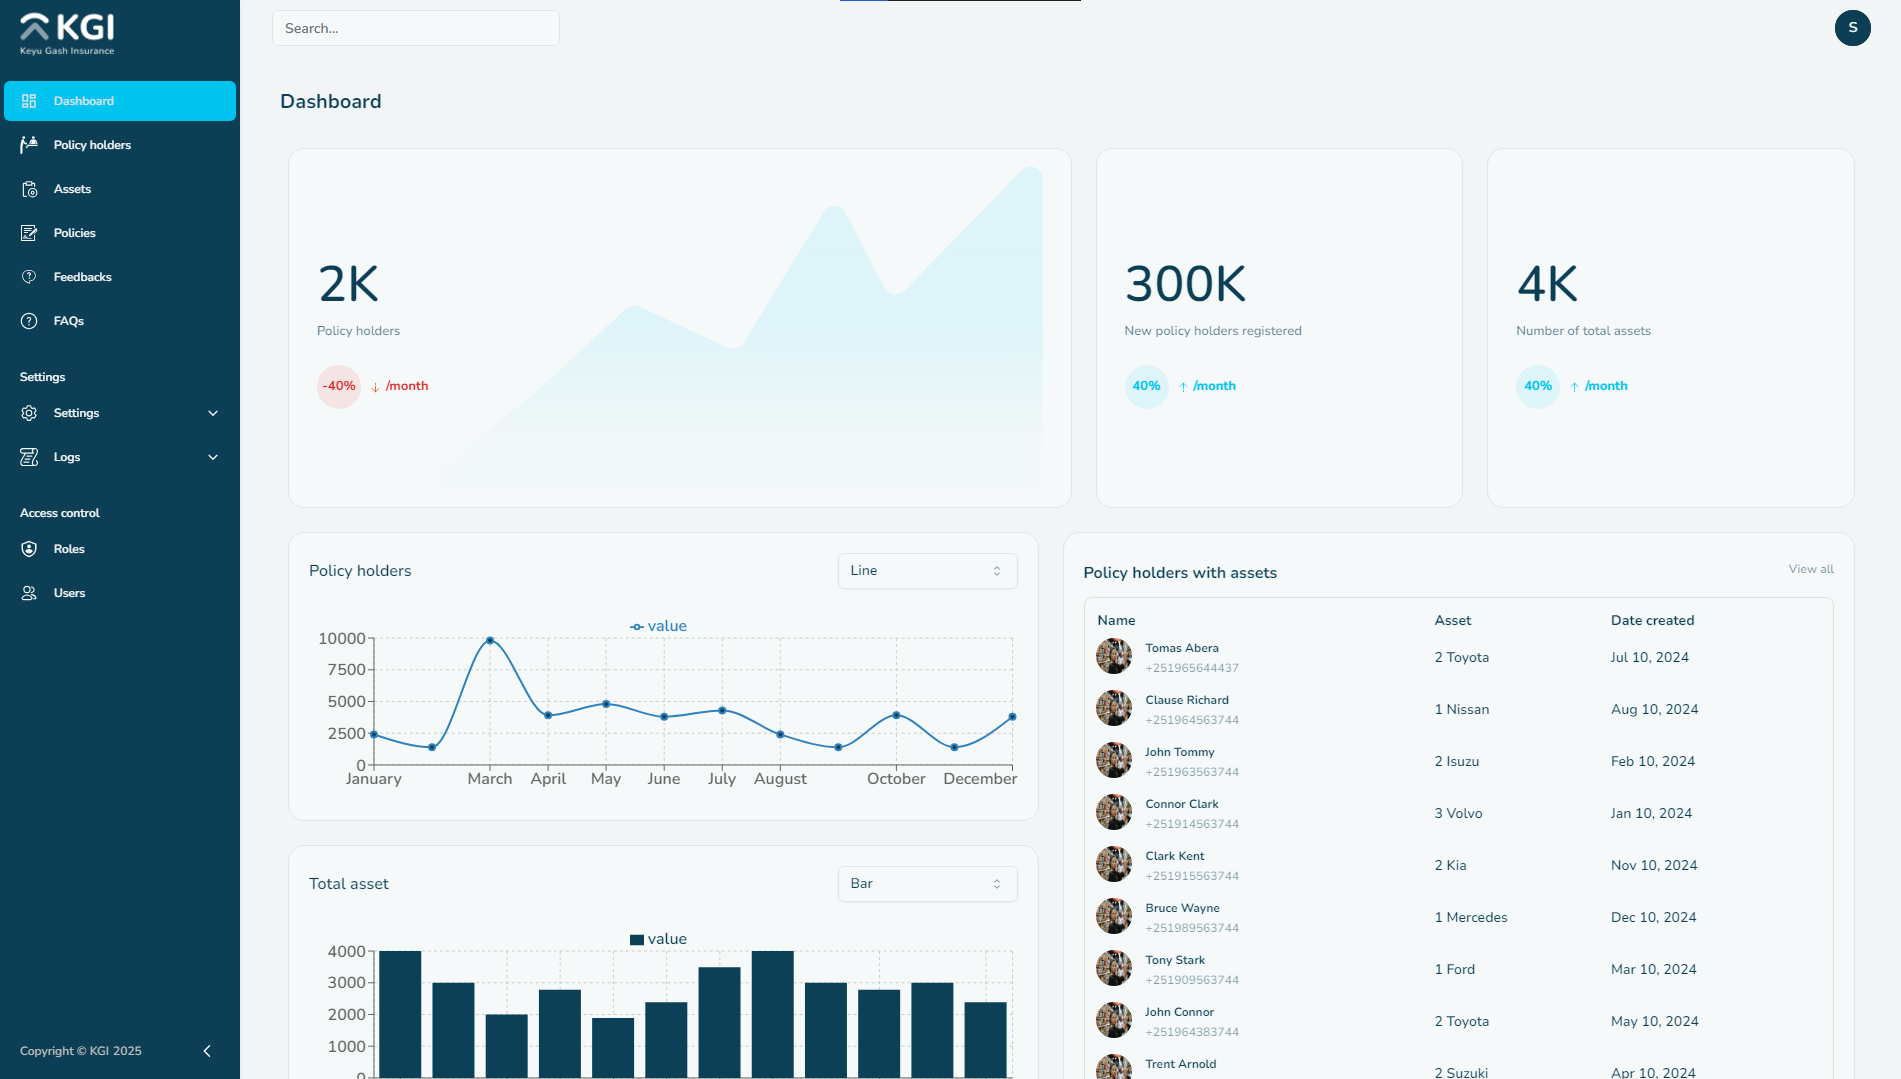 KGI
Keyu Gash Insurance
Dashboard
Policy holders
Assets
Policies
Feedbacks
FAQs
Settings
Settings
Logs
Access control
Roles
Users
Copyright © KGI 2025
Search...
S
Dashboard
2K
Policy holders
-40% ↓ /month
300K
New policy holders registered
40% ↑ /month
4K
Number of total assets
40% ↑ /month
Policy holders
Line
value
10000
7500
5000
2500
0
January March April May June July August October December
Total asset
Bar
value
4000
3000
2000
1000
0
Policy holders with assets
View all
Name Asset Date created
Tomas Abera
+251965644437
2 Toyota
Jul 10, 2024
Clause Richard
+251964563744
1 Nissan
Aug 10, 2024
John Tommy
+251963563744
2 Isuzu
Feb 10, 2024
Connor Clark
+251914563744
3 Volvo
Jan 10, 2024
Clark Kent
+251915563744
2 Kia
Nov 10, 2024
Bruce Wayne
+251989563744
1 Mercedes
Dec 10, 2024
Tony Stark
+251909563744
1 Ford
Mar 10, 2024
John Connor
+251964383744
2 Toyota
May 10, 2024
Trent Arnold
2 Suzuki
Apr 10, 2024